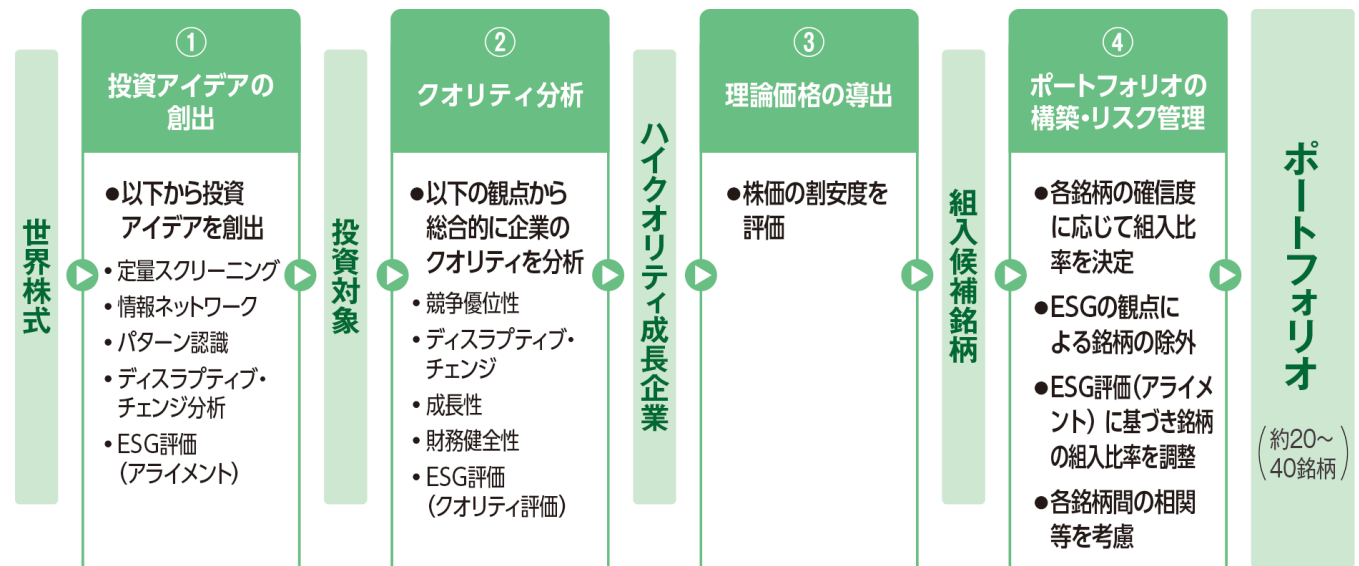 世界株式
①
投資アイデアの
創出
●以下から投資
アイデアを創出
• 定量スクリーニング
• 情報ネットワーク
• パターン認識
• ディスラプティブ・
チェンジ分析
• ESG評価
（アライメント）
投資対象
②
クオリティ分析
●以下の観点から
総合的に企業の
クオリティを分析
• 競争優位性
• ディスラプティブ・
チェンジ
• 成長性
• 財務健全性
• ESG評価
（クオリティ評価）
ハイクオリティ成長企業
③
理論価格の導出
●株価の割安度を
評価
組入候補銘柄
④
ポートフォリオの
構築・リスク管理
●各銘柄の確信度
に応じて組入比
率を決定
●ESGの観点に
よる銘柄の除外
●ESG評価（アライメ
ント）に基づき銘柄
の組入比率を調整
●各銘柄間の相関
等を考慮
ポートフォリオ
（約20～
40銘柄）